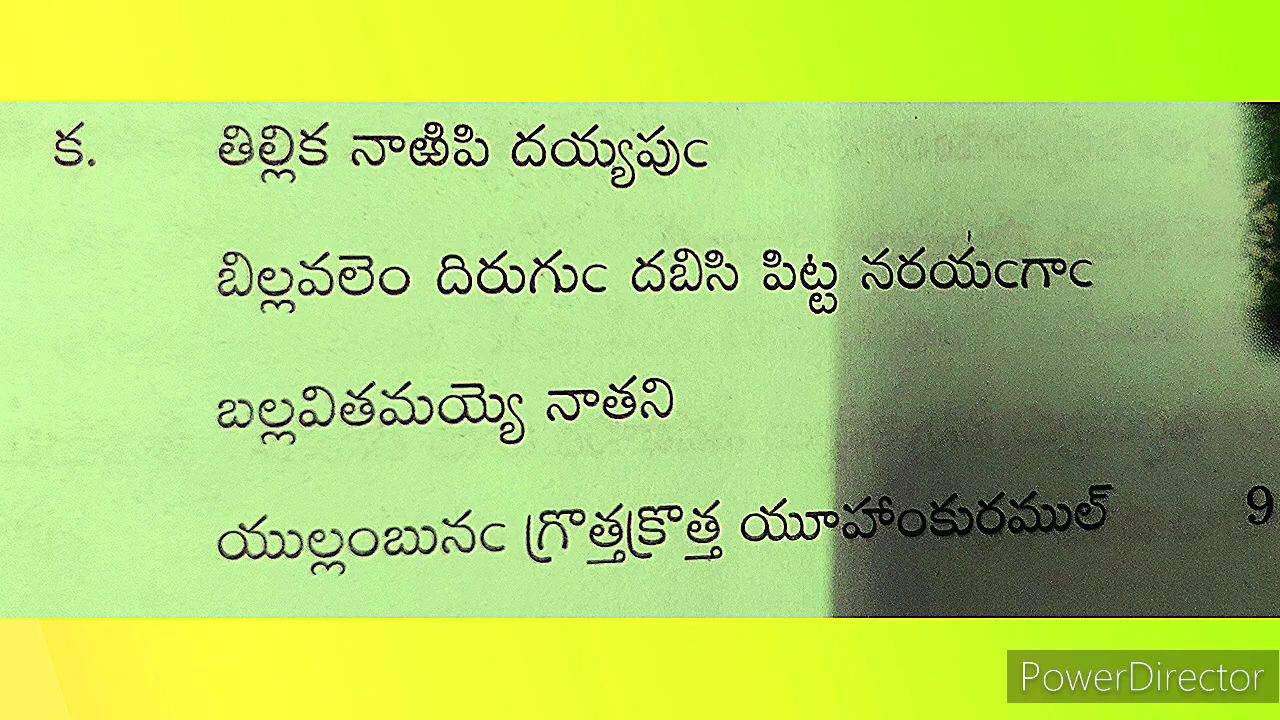 క. తిల్లిక నాఱిపి దయ్యపుఁ
బిల్లవలెం దిరుగుఁ దబిసి పిట్ట నరయఁగాఁ
బల్లవితమయ్యె నాతని
యుల్లంబునఁ గ్రొత్తక్రొత్త యూహాంకురముల్ 9
PowerDirector